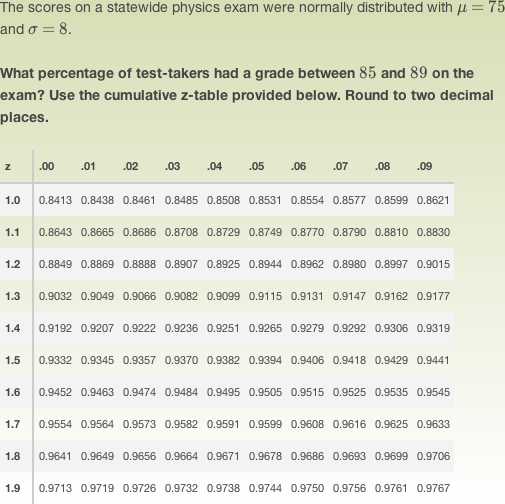 The scores on a statewide physics exam were normally distributed with μ = 75
and σ = 8.
What percentage of test-takers had a grade between 85 and 89 on the
exam? Use the cumulative z-table provided below. Round to two decimal
places.
z .00 .01 .02 .03 .04 .05 .06 .07 .08 .09
1.0 0.8413 0.8438 0.8461 0.8485 0.8508 0.8531 0.8554 0.8577 0.8599 0.8621
1.1 0.8643 0.8665 0.8686 0.8708 0.8729 0.8749 0.8770 0.8790 0.8810 0.8830
1.2 0.8849 0.8869 0.8888 0.8907 0.8925 0.8944 0.8962 0.8980 0.8997 0.9015
1.3 0.9032 0.9049 0.9066 0.9082 0.9099 0.9115 0.9131 0.9147 0.9162 0.9177
1.4 0.9192 0.9207 0.9222 0.9236 0.9251 0.9265 0.9279 0.9292 0.9306 0.9319
1.5 0.9332 0.9345 0.9357 0.9370 0.9382 0.9394 0.9406 0.9418 0.9429 0.9441
1.6 0.9452 0.9463 0.9474 0.9484 0.9495 0.9505 0.9515 0.9525 0.9535 0.9545
1.7 0.9554 0.9564 0.9573 0.9582 0.9591 0.9599 0.9608 0.9616 0.9625 0.9633
1.8 0.9641 0.9649 0.9656 0.9664 0.9671 0.9678 0.9686 0.9693 0.9699 0.9706
1.9 0.9713 0.9719 0.9726 0.9732 0.9738 0.9744 0.9750 0.9756 0.9761 0.9767